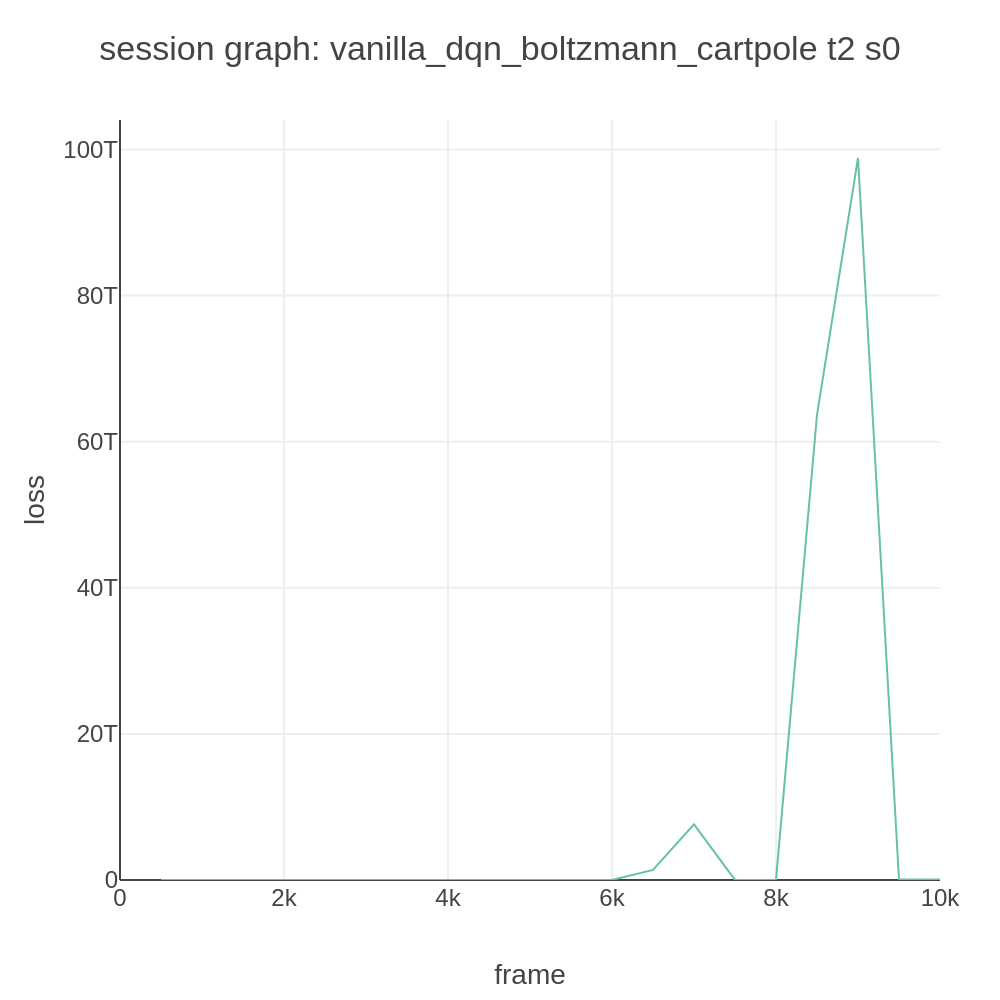 session graph: vanilla_dqn_boltzmann_cartpole t2 s0
100T
80T
60T
40T
20T
0
loss
0 2k 4k 6k 8k 10k
frame